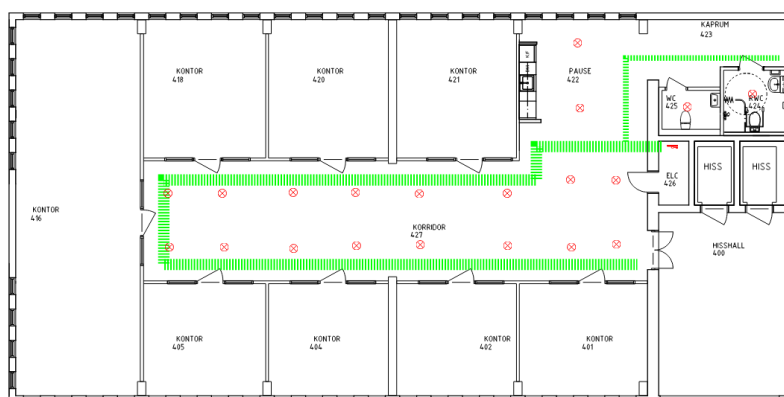 KAPRUM
423
KONTOR
418
KONTOR
420
KONTOR
421
PAUSE
422
WC
425
RWC
424
HISS
HISS
ELC
426
KONTOR
416
KORRIDOR
427
HISSHALL
400
KONTOR
405
KONTOR
404
KONTOR
402
KONTOR
401